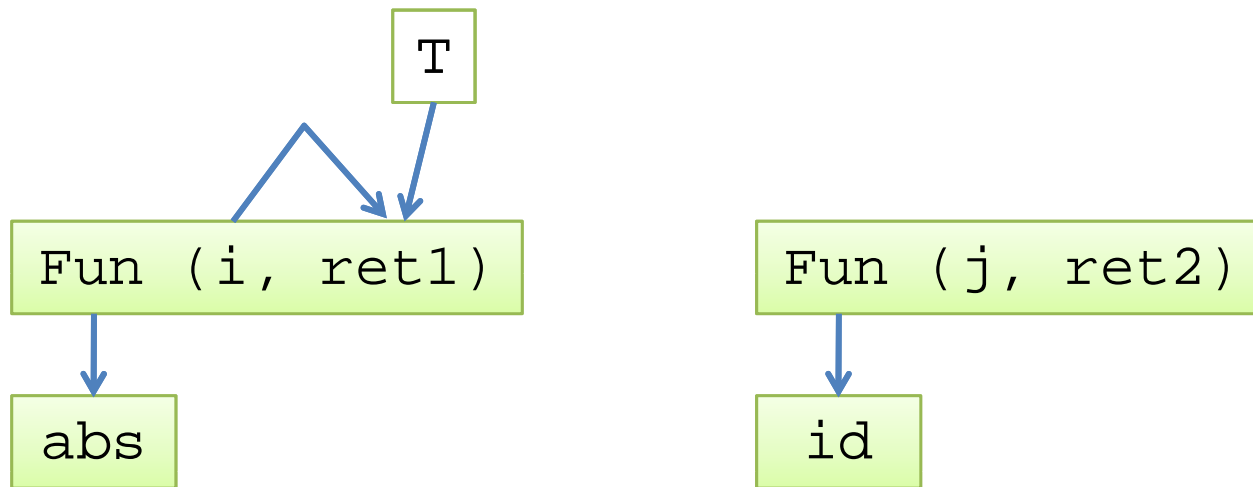 T
Fun (i, ret1)
Fun (j, ret2)
abs
id